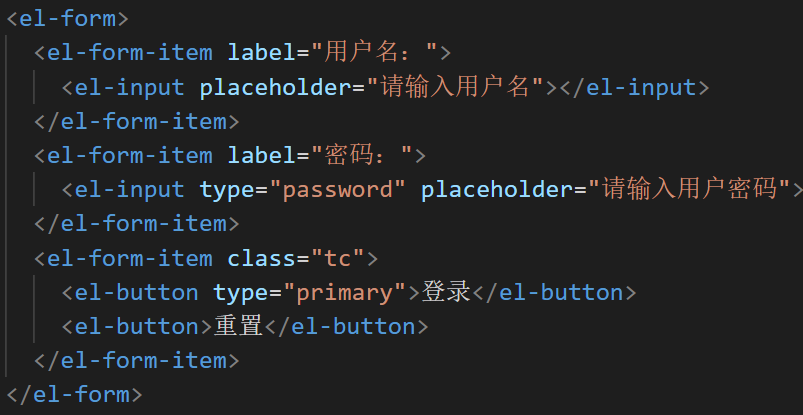 <el-form>
<el-form-item label="用户名：">
<el-input placeholder="请输入用户名"></el-input>
</el-form-item>
<el-form-item label="密码：">
<el-input type="password" placeholder="请输入用户密码">
</el-form-item>
<el-form-item class="tc">
<el-button type="primary">登录</el-button>
<el-button>重置</el-button>
</el-form-item>
</el-form>